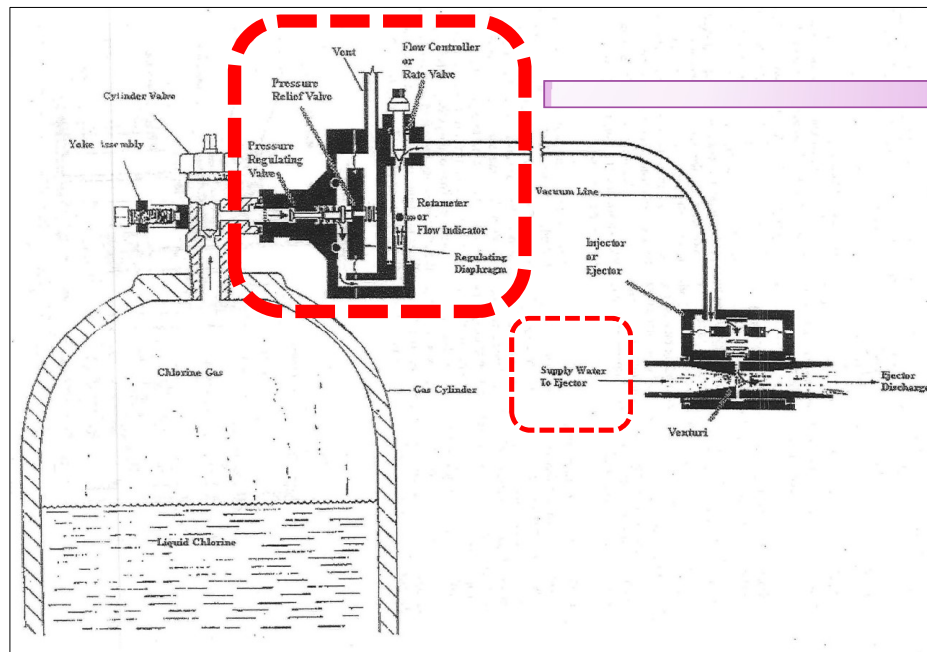 Vent
Flow Controller
or
Rate Valve
Pressure
Relief Valve
Cylinder Valve
Yoke Assembly
Pressure
Regulating
Valve
Vacuum Line
Rotameter
or
Flow Indicator
Regulating
Diaphragm
Injector
or
Ejector
Chlorine Gas
Gas Cylinder
Supply Water
To Ejector
Ejector
Discharge
Venturi
Liquid Chlorine